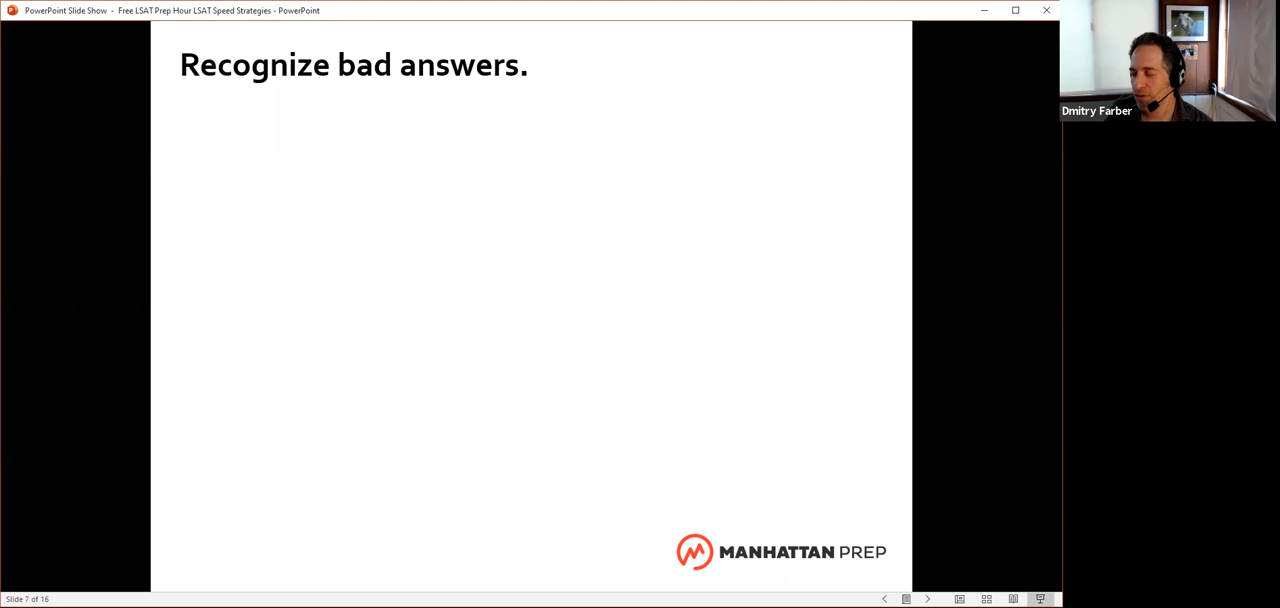 PowerPoint Slide Show - Free LSAT Prep Hour LSAT Speed Strategies - PowerPoint
Recognize bad answers.
Dmitry Farber
MANHATTAN PREP
Slide 7 of 16